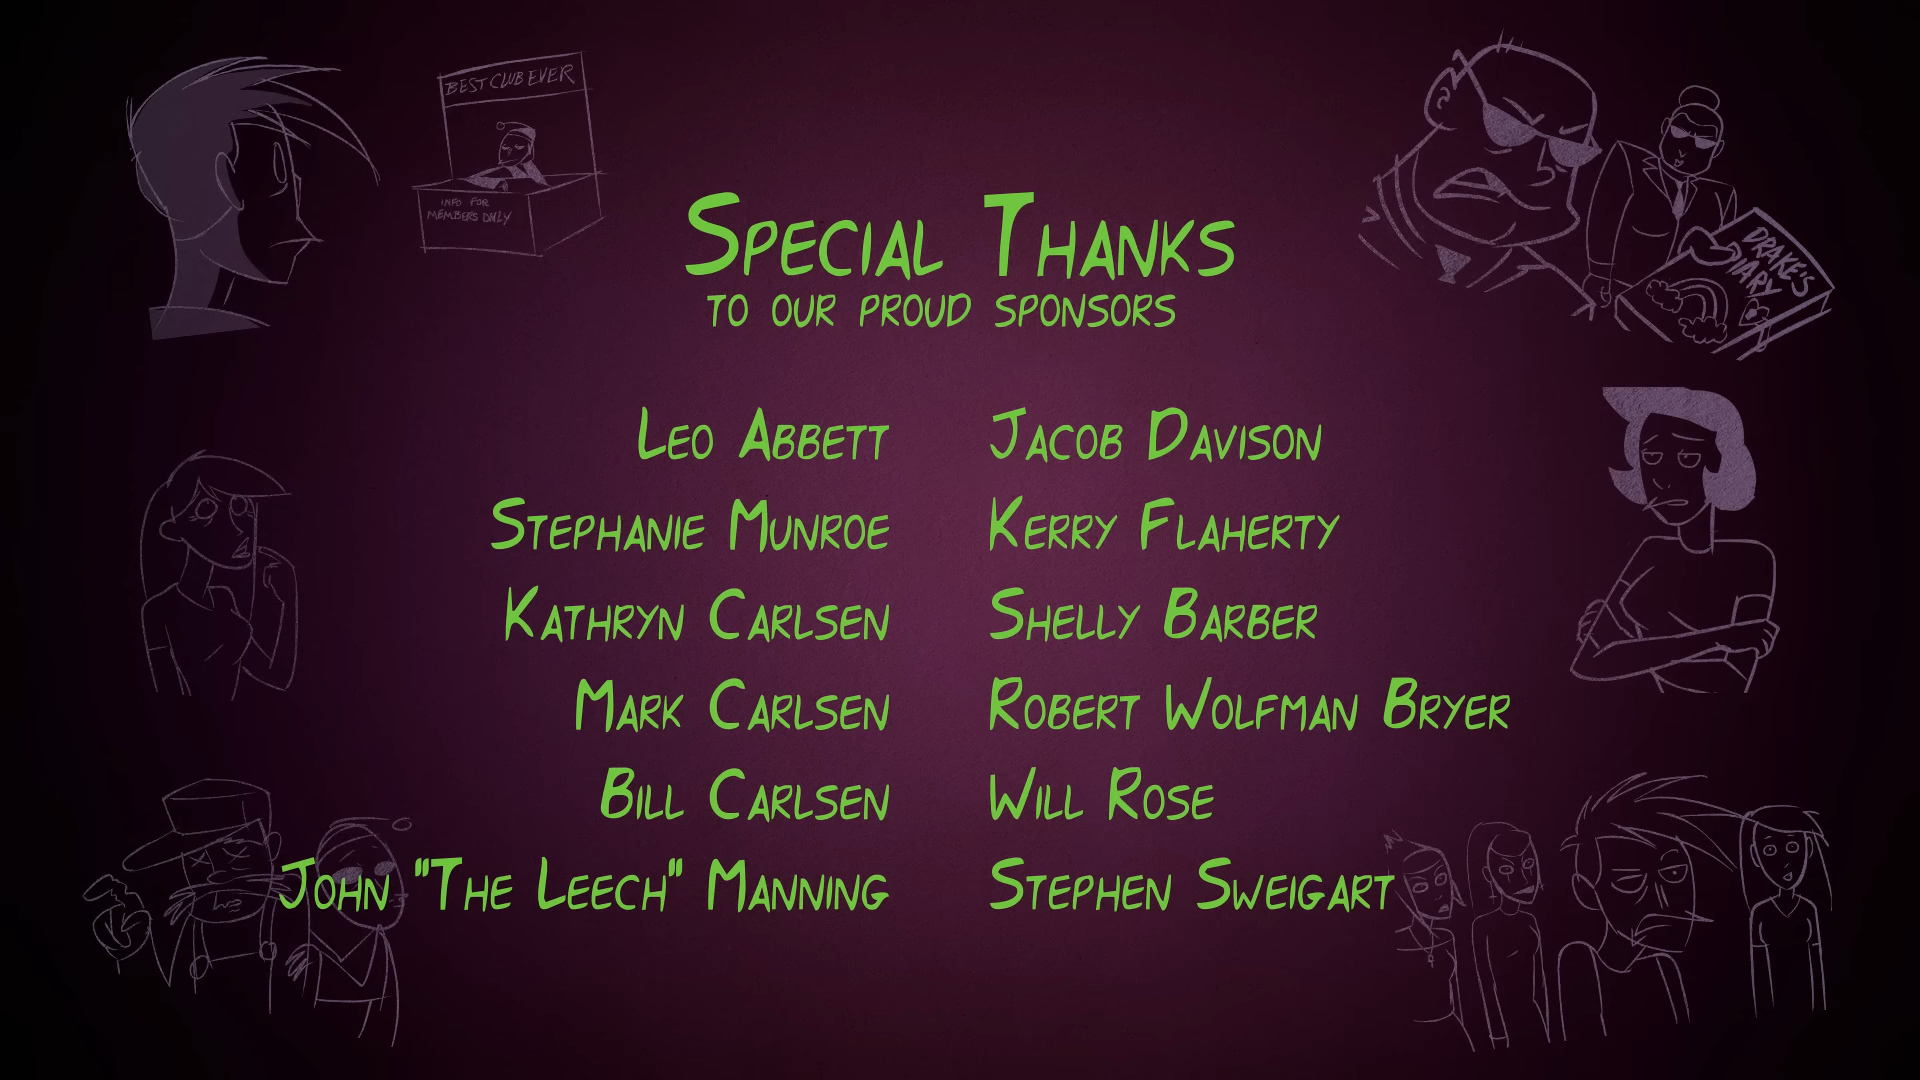 BEST CLUB EVER
INFO FOR
MEMBERS ONLY
DRAKE'S
DIARY
SPECIAL THANKS
TO OUR PROUD SPONSORS
LEO ABBETT
JACOB DAVISON
STEPHANIE MUNROE
KERRY FLAHERTY
KATHRYN CARLSEN
SHELLY BARBER
MARK CARLSEN
ROBERT WOLFMAN BRYER
BILL CARLSEN
WILL ROSE
JOHN "THE LEECH" MANNING
STEPHEN SWEIGART